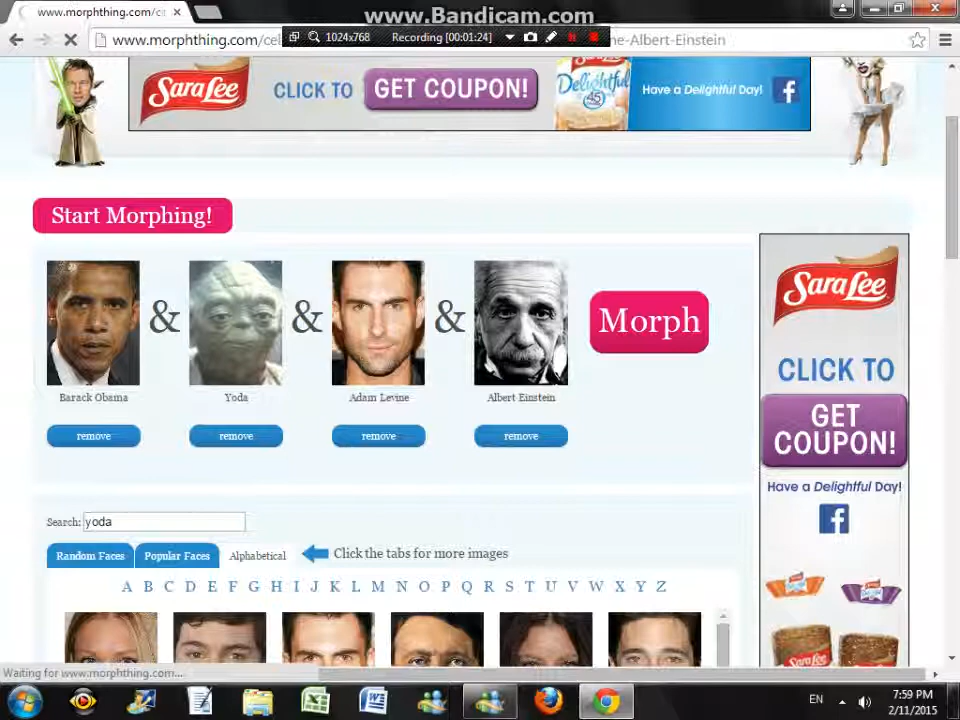 www.Bandicam.com
www.morphthing.com/ce
www.morphthing.com/cel
1024x768
Recording [00:01:24]
ne-Albert-Einstein
Sara Lee
CLICK TO
GET COUPON!
Delightful
45
Have a Delightful Day!
f
Start Morphing!
& & &
Morph
Barack Obama
Yoda
Adam Levine
Albert Einstein
remove
remove
remove
remove
Sara Lee
CLICK TO
GET
COUPON!
Have a Delightful Day!
f
Search: yoda
Random Faces
Popular Faces
Alphabetical
Click the tabs for more images
A B C D E F G H I J K L M N O P Q R S T U V W X Y Z
Waiting for www.morphthing.com...
EN
7:59 PM
2/11/2015